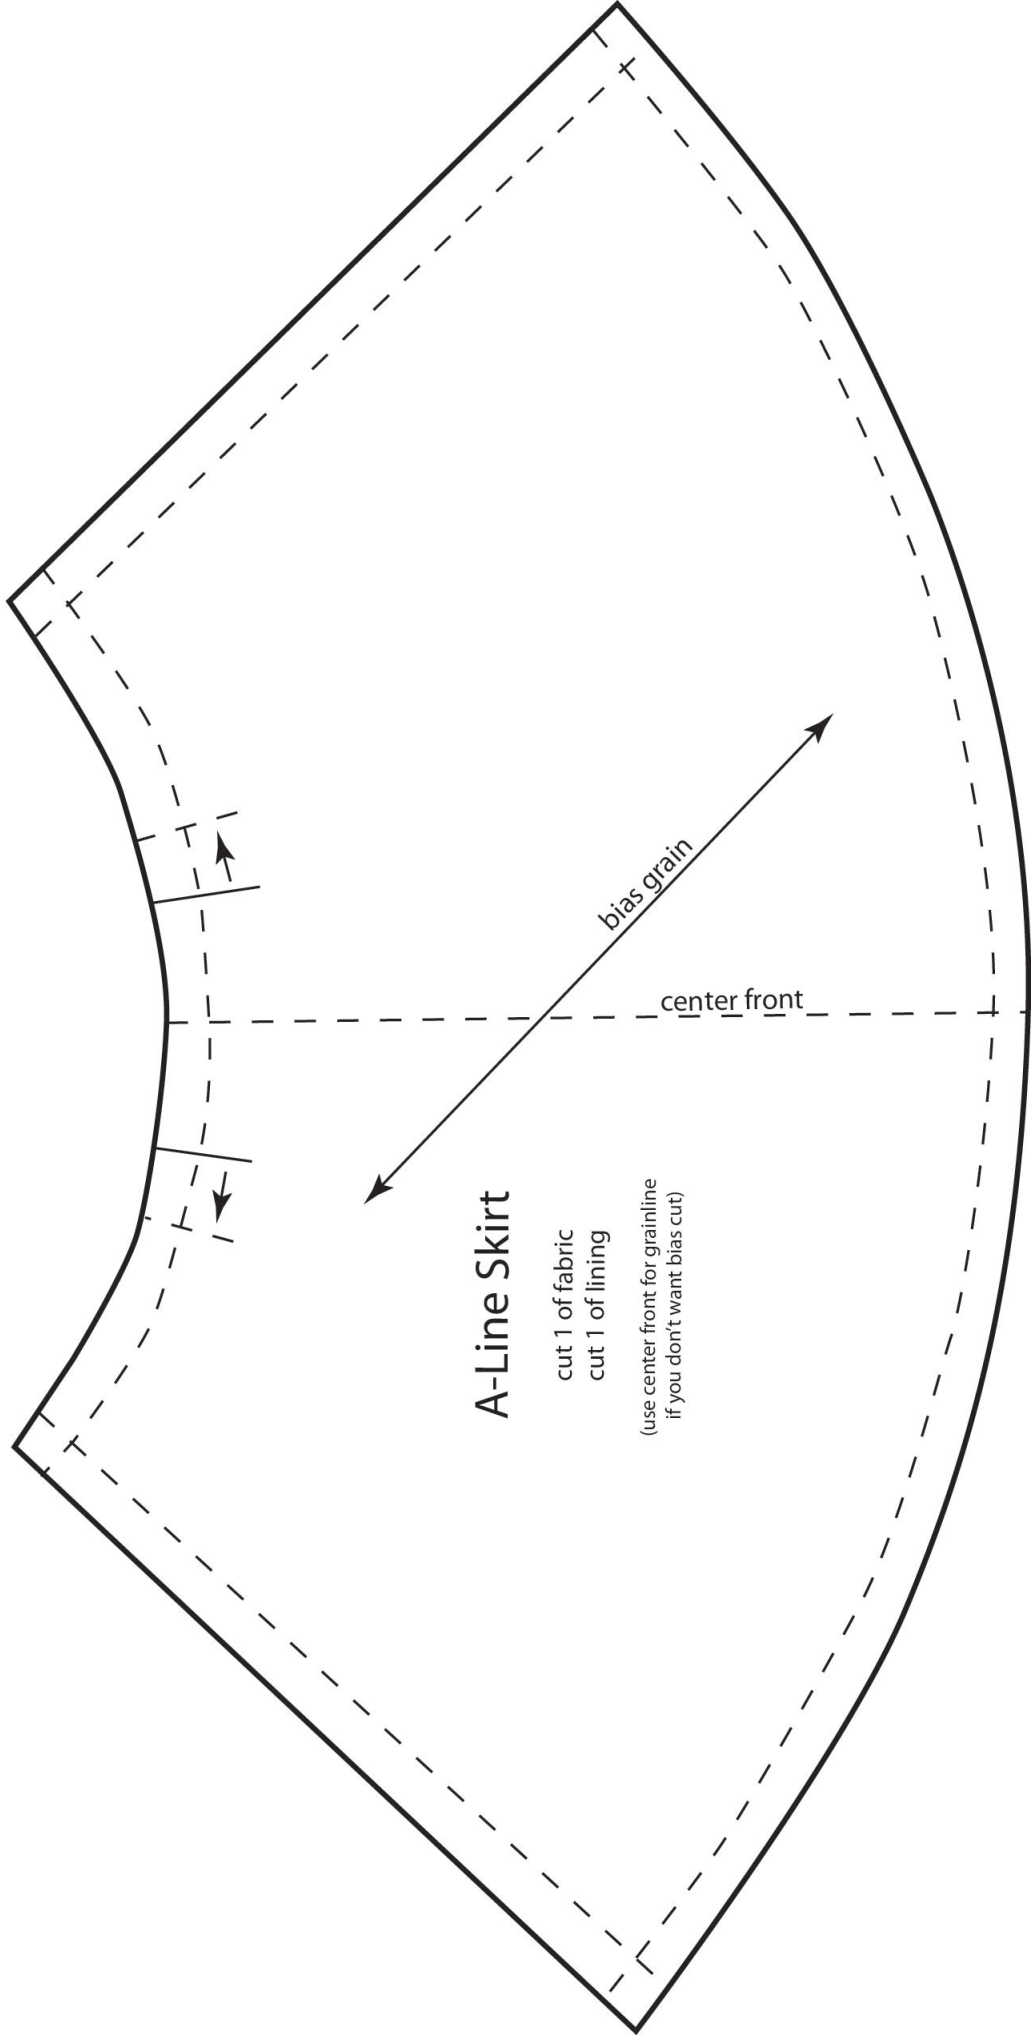 A-Line Skirt
cut 1 of fabric
cut 1 of lining
(use center front for grainline
if you don't want bias cut)
bias grain
center front